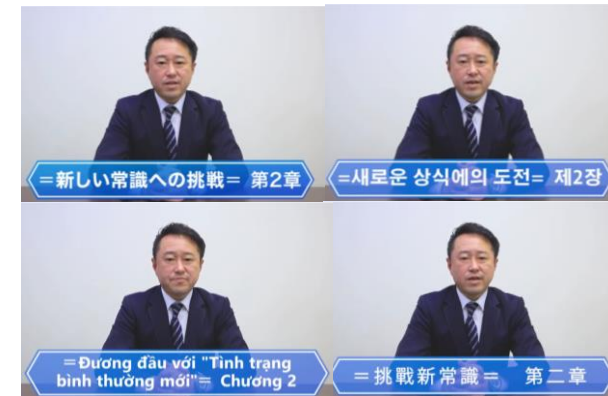 =新しい常識への挑戦= 第2章
=새로운 상식에의 도전= 제2장
=Đương đầu với "Tình trạng
bình thường mới"= Chương 2
=挑戰新常識= 第二章